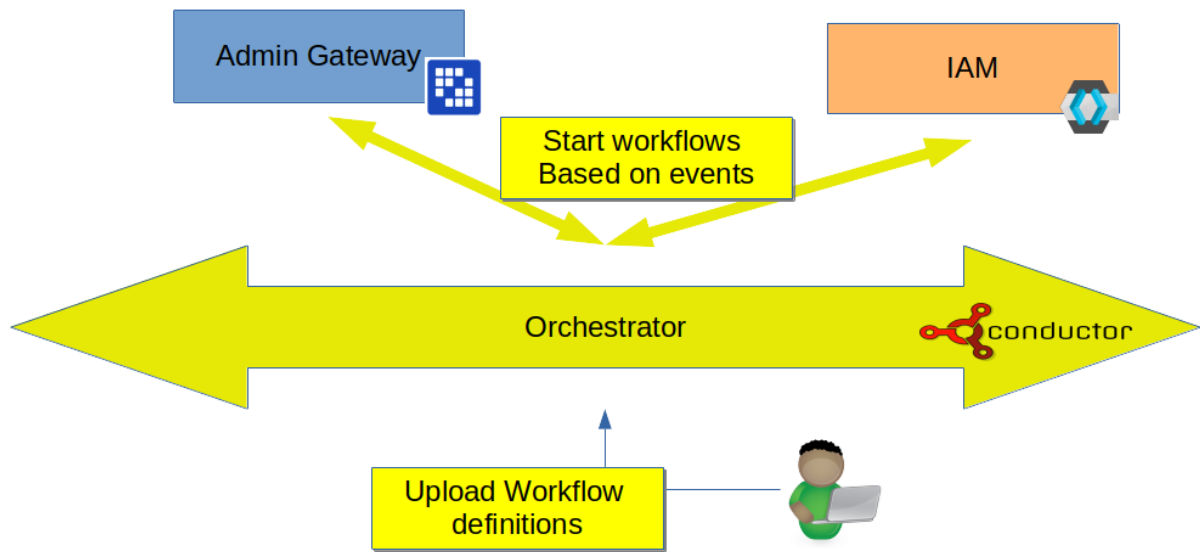 Admin Gateway
IAM
Start workflows
Based on events
Orchestrator
conductor
Upload Workflow
definitions